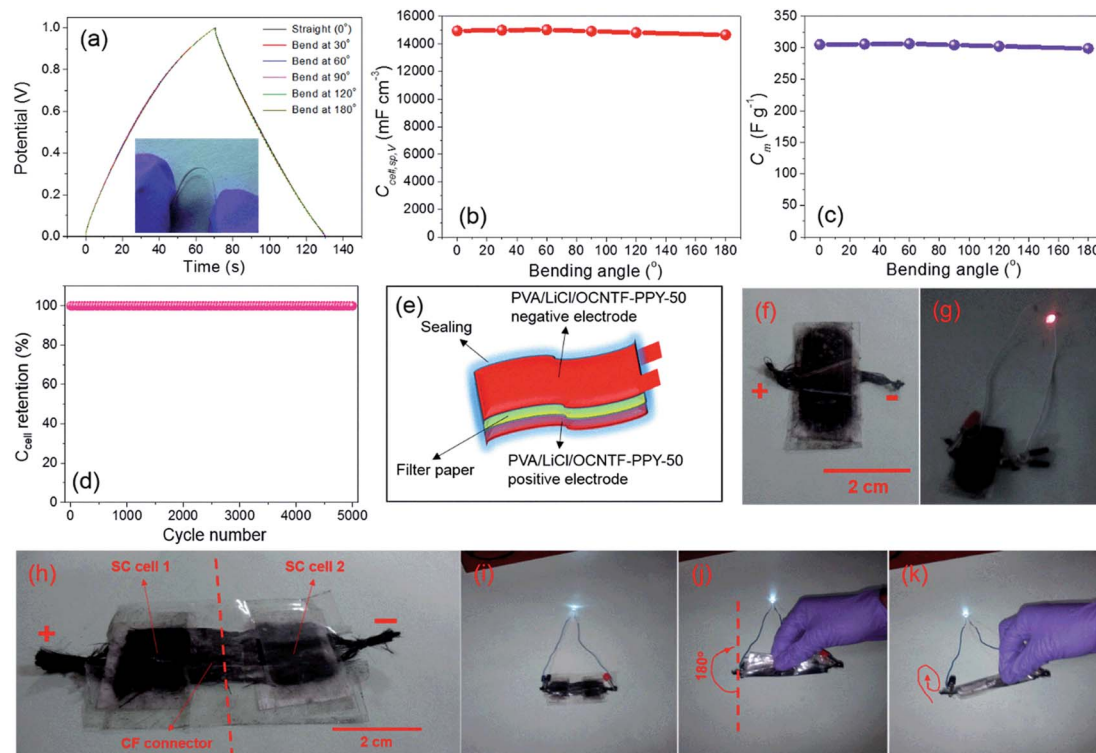 (a)
Straight (0°)
Bend at 30°
Bend at 60°
Bend at 90°
Bend at 120°
Bend at 180°
1.0
0.8
0.6
0.4
0.2
0.0
Potential (V)
0 20 40 60 80 100 120 140
Time (s)
16000
14000
12000
10000
8000
6000
4000
2000
0
C cell,sp,V (mF cm⁻³)
(b)
0 20 40 60 80 100 120 140 160 180
Bending angle (°)
350
300
250
200
150
100
50
0
C m (F g⁻¹)
(c)
0 20 40 60 80 100 120 140 160 180
Bending angle (°)
100
80
60
40
20
0
C cell retention (%)
(d)
0 1000 2000 3000 4000 5000
Cycle number
(e)
PVA/LiCl/OCNTF-PPY-50
negative electrode
Sealing
Filter paper
PVA/LiCl/OCNTF-PPY-50
positive electrode
(f)
+
-
2 cm
(g)
(h)
SC cell 1
SC cell 2
+
-
CF connector
2 cm
(i)
(j)
180°
(k)